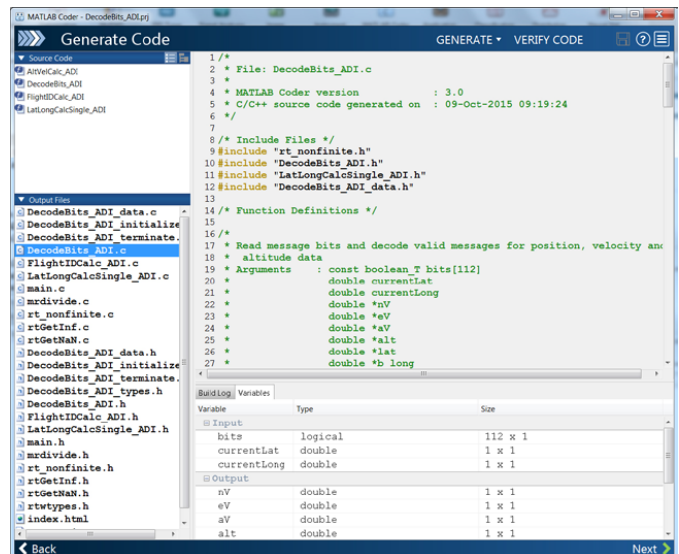 MATLAB Coder - DecodeBits_ADI.prj
Generate Code
GENERATE
VERIFY CODE
Source Code
AltVelCalc_ADI
DecodeBits_ADI
FlightIDCalc_ADI
LatLongCalcSingle_ADI
Output Files
DecodeBits_ADI_data.c
DecodeBits_ADI_initialize
DecodeBits_ADI_terminate.
DecodeBits_ADI.c
FlightIDCalc_ADI.c
LatLongCalcSingle_ADI.c
main.c
mrdivide.c
rt_nonfinite.c
rtGetInf.c
rtGetNaN.c
DecodeBits_ADI_data.h
DecodeBits_ADI_initialize
DecodeBits_ADI_terminate.
DecodeBits_ADI_types.h
DecodeBits_ADI.h
FlightIDCalc_ADI.h
LatLongCalcSingle_ADI.h
main.h
mrdivide.h
rt_nonfinite.h
rtGetInf.h
rtGetNaN.h
rtwtypes.h
index.html
1 /*
2 * File: DecodeBits_ADI.c
3 *
4 * MATLAB Coder version : 3.0
5 * C/C++ source code generated on : 09-Oct-2015 09:19:24
6 */
7
8 /* Include Files */
9 #include "rt_nonfinite.h"
10 #include "DecodeBits_ADI.h"
11 #include "LatLongCalcSingle_ADI.h"
12 #include "DecodeBits_ADI_data.h"
13
14 /* Function Definitions */
15
16 /*
17 * Read message bits and decode valid messages for position, velocity and
18 * altitude data
19 * Arguments : const boolean_T bits[112]
20 * double currentLat
21 * double currentLong
22 * double *nV
23 * double *eV
24 * double *aV
25 * double *alt
26 * double *lat
27 * double *b_long
Build Log Variables
Variable Type Size
Input
bits logical 112 x 1
currentLat double 1 x 1
currentLong double 1 x 1
Output
nV double 1 x 1
eV double 1 x 1
aV double 1 x 1
alt double 1 x 1
Back
Next